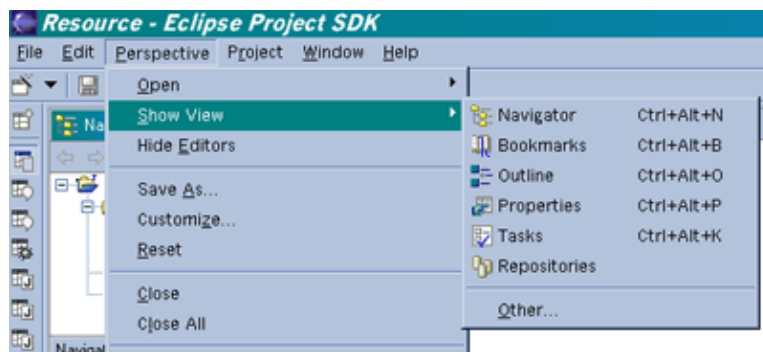 Resource - Eclipse Project SDK
File Edit Perspective Project Window Help
Open
Show View
Hide Editors
Save As...
Customize...
Reset
Close
Close All
Navigator Ctrl+Alt+N
Bookmarks Ctrl+Alt+B
Outline Ctrl+Alt+O
Properties Ctrl+Alt+P
Tasks Ctrl+Alt+K
Repositories
Other...
Na